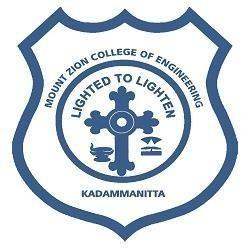 MOUNT ZION COLLEGE OF ENGINEERING
LIGHTED TO LIGHTEN
KADAMMANITTA